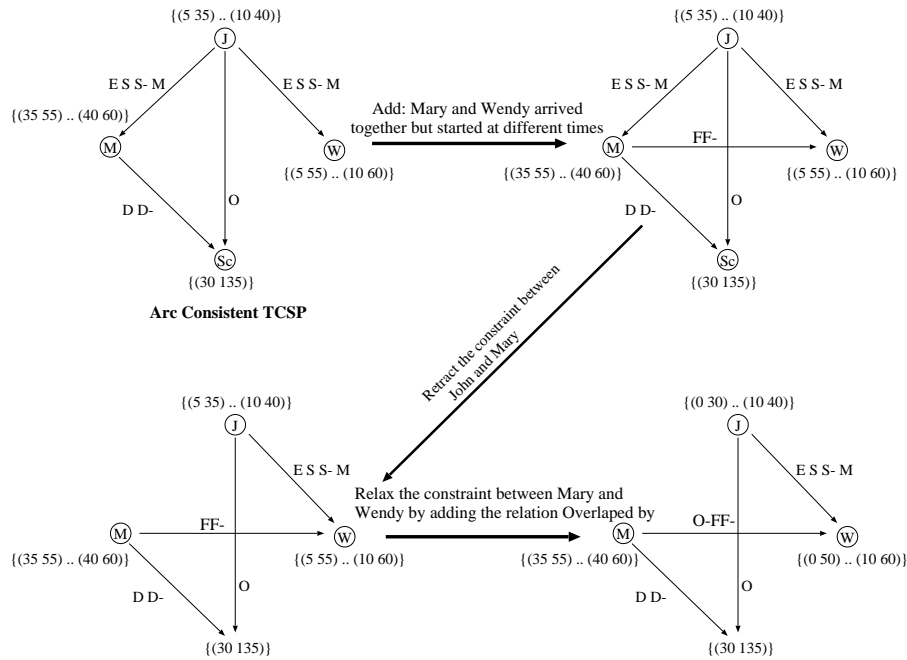 {(5 35) .. (10 40)}
J
E S S- M
E S S- M
{(35 55) .. (40 60)}
M
W
{(5 55) .. (10 60)}
D D-
O
Sc
{(30 135)}
Arc Consistent TCSP
Add: Mary and Wendy arrived
together but started at different times
{(5 35) .. (10 40)}
J
E S S- M
E S S- M
M
FF-
W
{(35 55) .. (40 60)}
{(5 55) .. (10 60)}
D D-
O
Sc
{(30 135)}
Retract the constraint between
John and Mary
{(5 35) .. (10 40)}
J
E S S- M
M
FF-
W
{(35 55) .. (40 60)}
{(5 55) .. (10 60)}
D D-
O
{(30 135)}
Relax the constraint between Mary and
Wendy by adding the relation Overlaped by
{(0 30) .. (10 40)}
J
E S S- M
M
O-FF-
W
{(35 55) .. (40 60)}
{(0 50) .. (10 60)}
D D-
O
{(30 135)}